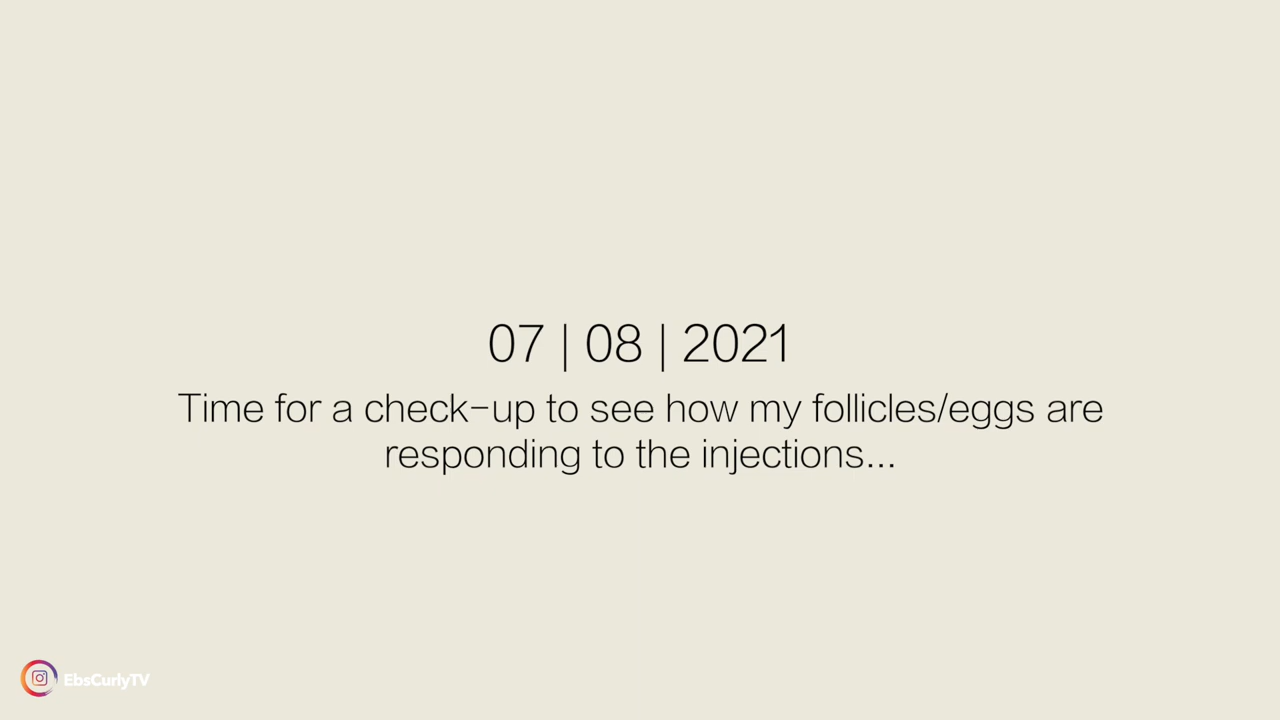 07 | 08 | 2021
Time for a check-up to see how my follicles/eggs are
responding to the injections...
EbsCurlyTV